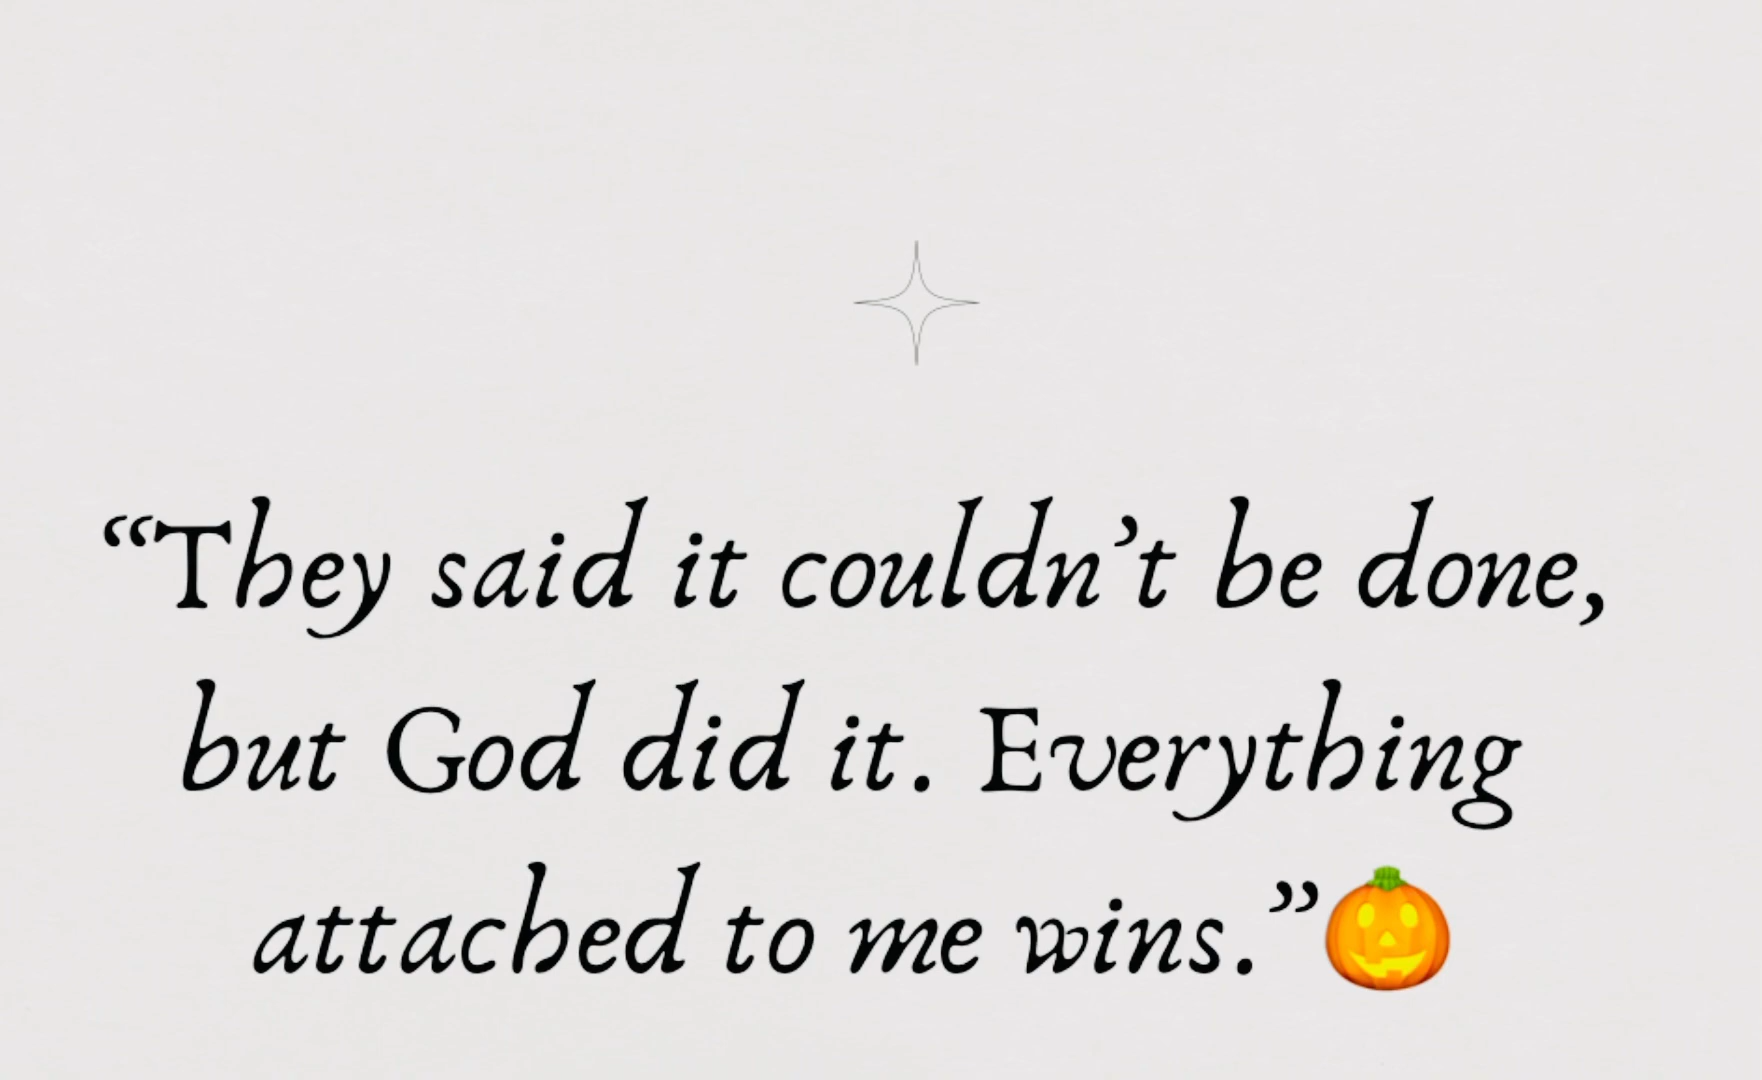 “They said it couldn’t be done,
but God did it. Everything
attached to me wins.”🎃